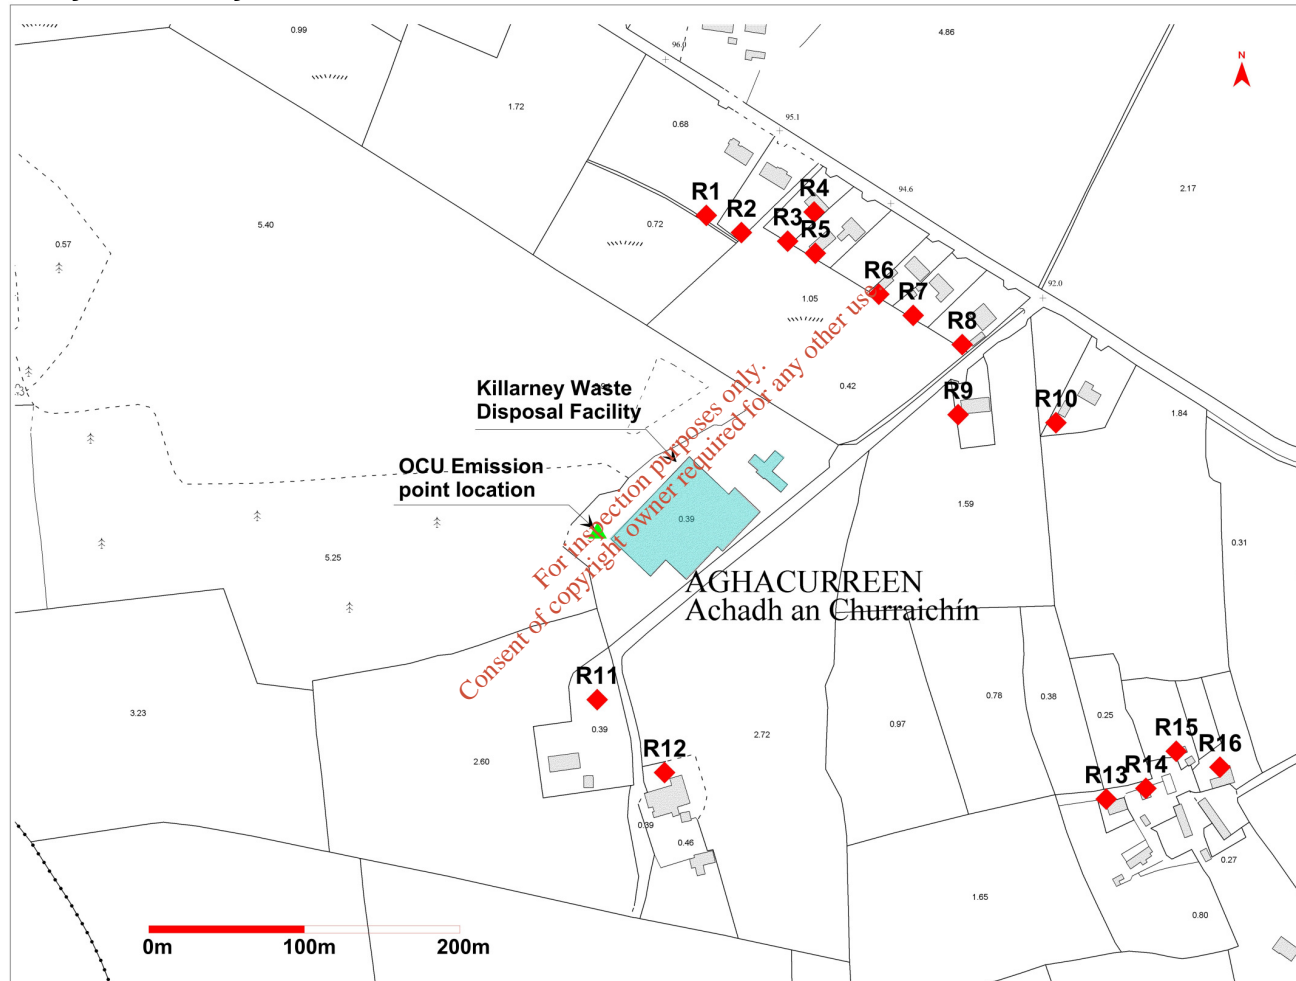 0.99
96.0
4.86
N
1.72
0.68
95.1
2.17
R1
R4
94.6
R2
R3
R5
0.57
5.40
0.72
R6
92.0
1.05
R7
R8
Killarney Waste
Disposal Facility
0.42
R9
R10
1.84
OCU Emission
point location
0.39
1.59
0.31
5.25
For inspection purposes only.
Consent of copyright owner required for any other use.
AGHACURREEN
Achadh an Churraichín
R11
0.39
3.23
2.60
R12
2.72
0.97
0.78
0.38
0.25
R15
R16
R13
R14
0.39
0.46
0.27
1.65
0.80
0m
100m
200m